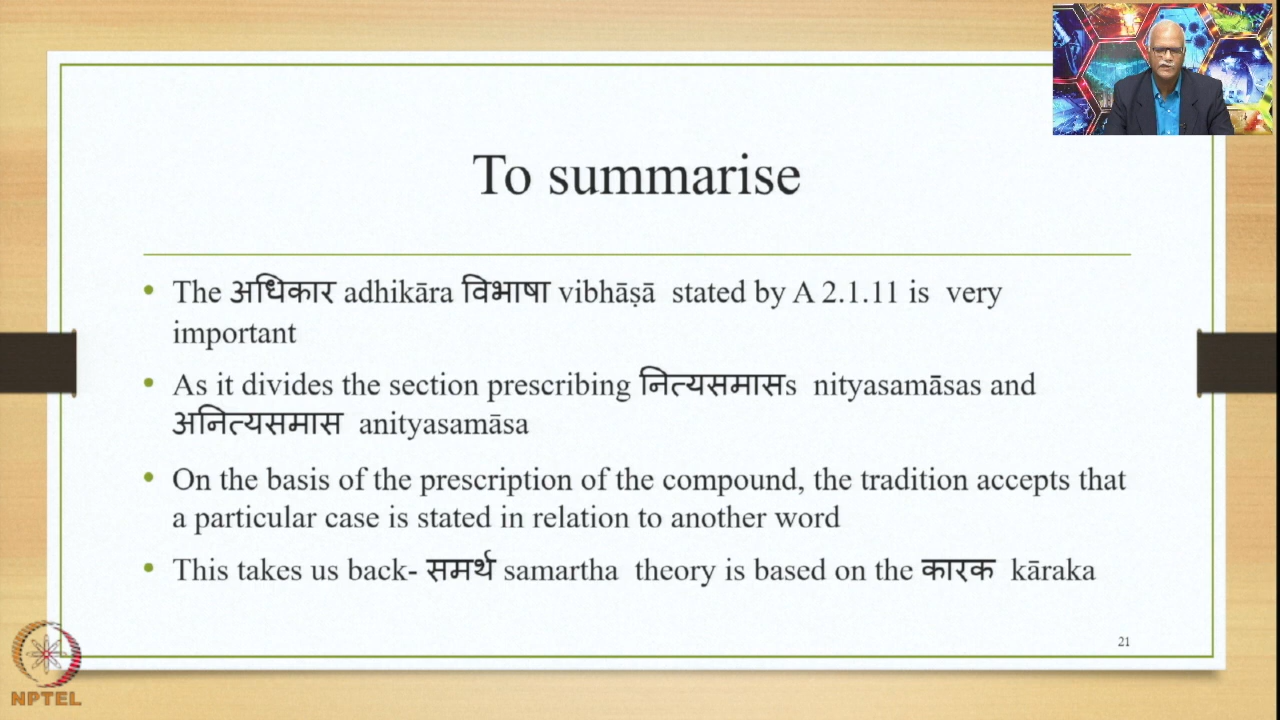 To summarise
• The अधिकार adhikāra विभाषा vibhāṣā stated by A 2.1.11 is very
important
• As it divides the section prescribing नित्यसमासs nityasamāsas and
अनित्यसमास anityasamāsa
• On the basis of the prescription of the compound, the tradition accepts that
a particular case is stated in relation to another word
• This takes us back- समर्थ samartha theory is based on the कारक kāraka
21
NPTEL